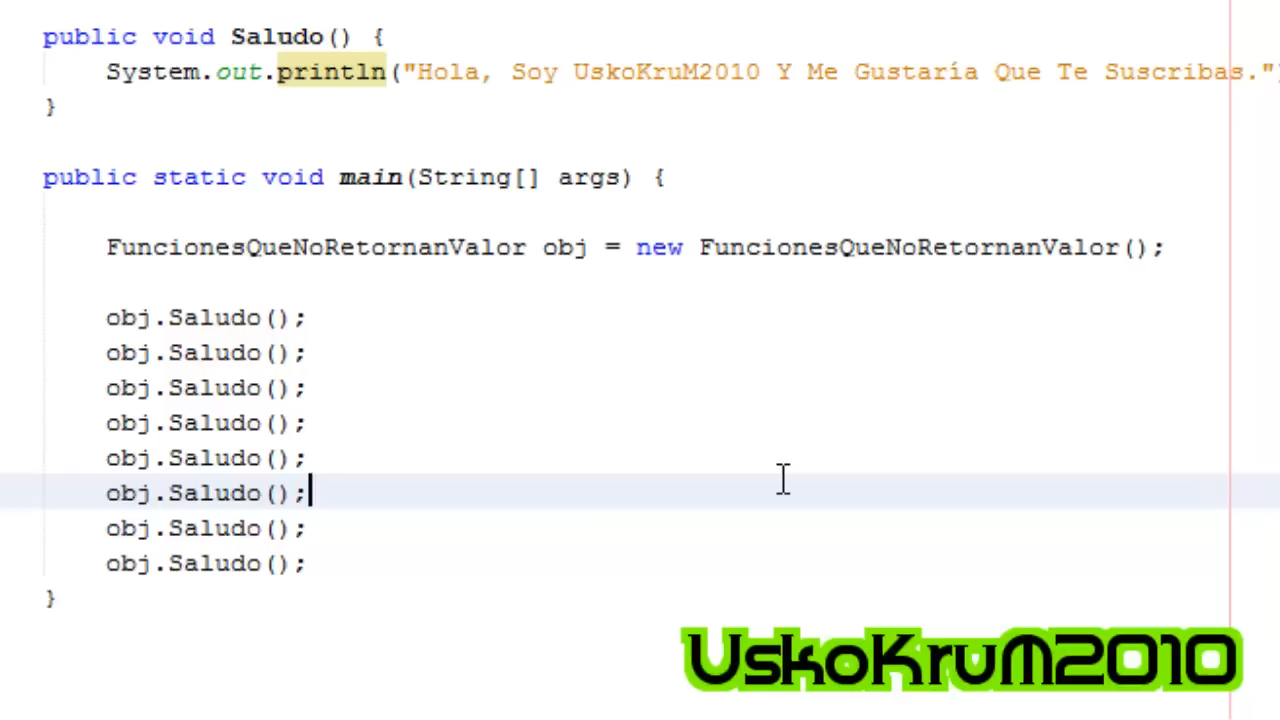 public void Saludo() {
System.out.println("Hola, Soy UskoKruM2010 Y Me Gustaría Que Te Suscribas."
}
public static void main(String[] args) {
FuncionesQueNoRetornanValor obj = new FuncionesQueNoRetornanValor();
obj.Saludo();
obj.Saludo();
obj.Saludo();
obj.Saludo();
obj.Saludo();
obj.Saludo();
obj.Saludo();
obj.Saludo();
}
UskoKruM2010